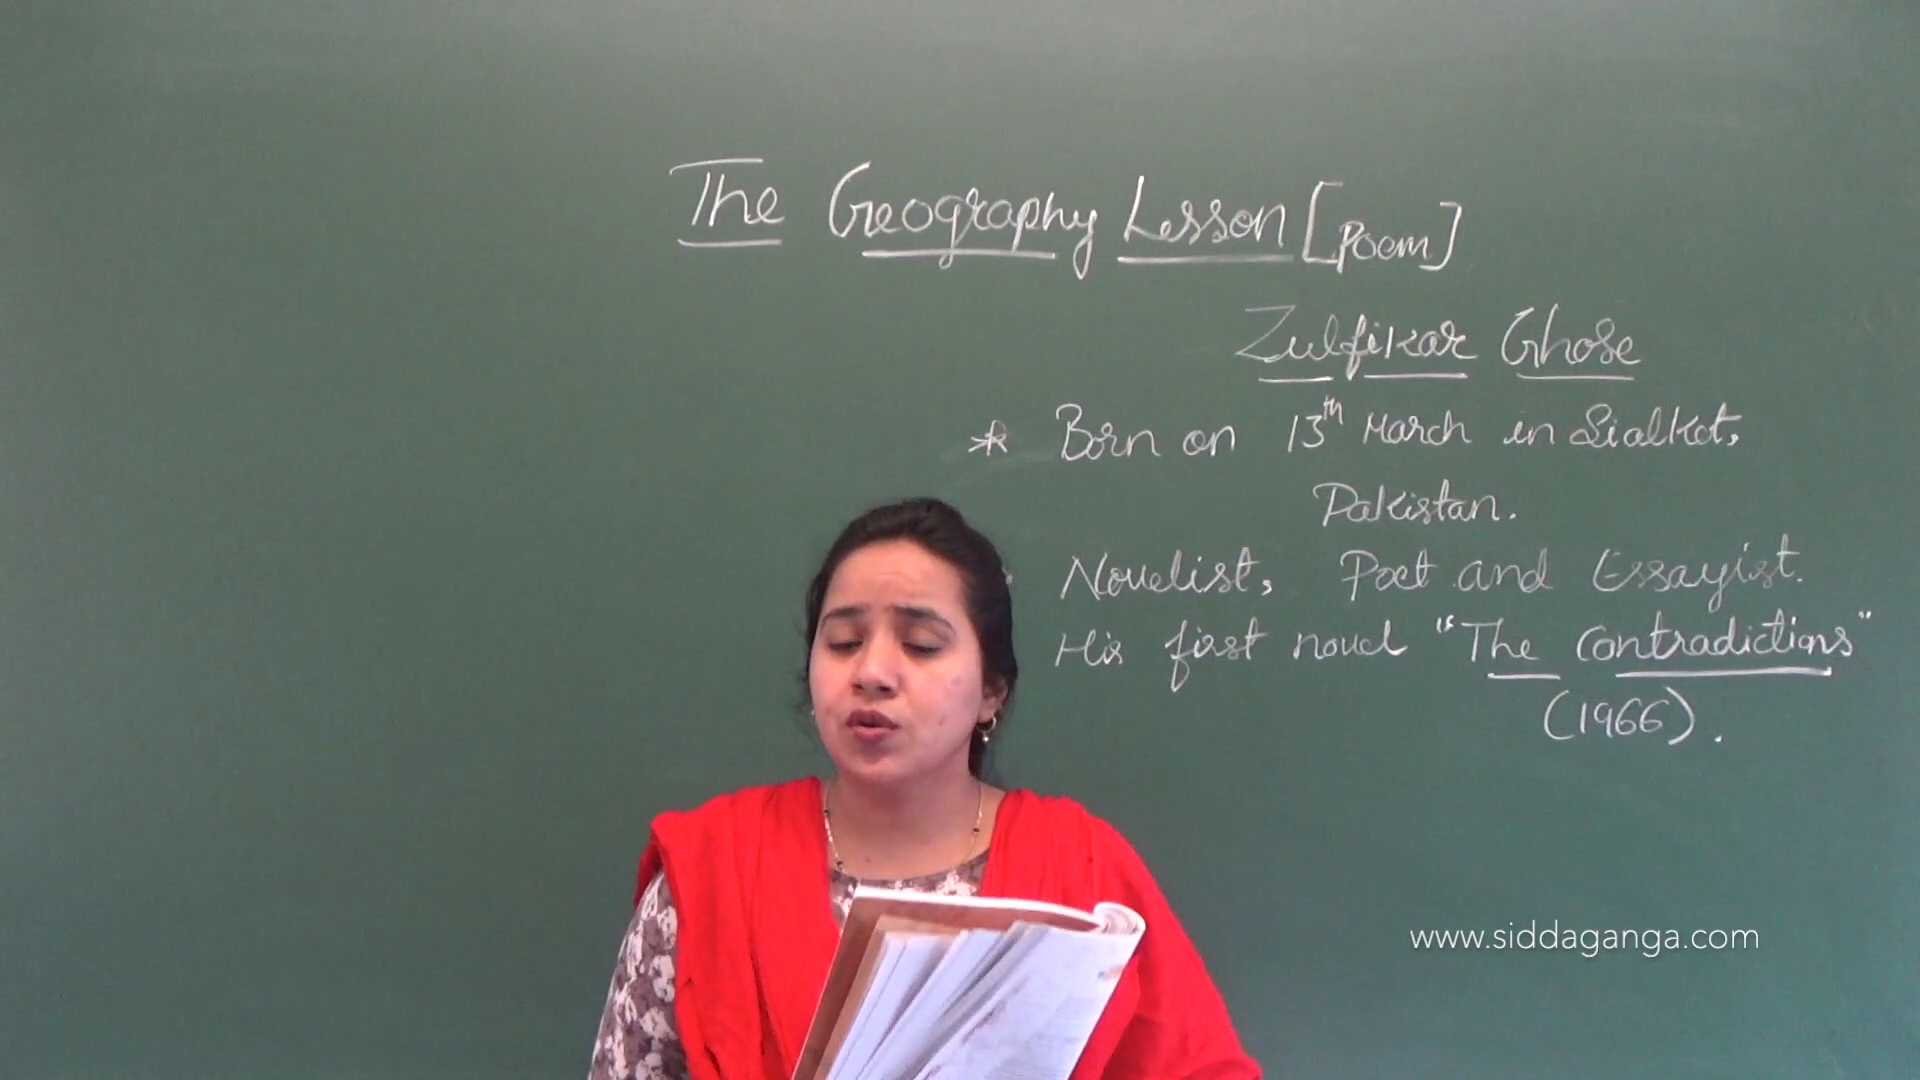 The Geography Lesson [Poem]
Zulfikar Ghose
* Born on 13th March in Sialkot,
Pakistan.
Novelist, Poet and Essayist.
His first novel "The Contradictions"
(1966).
www.siddaganga.com